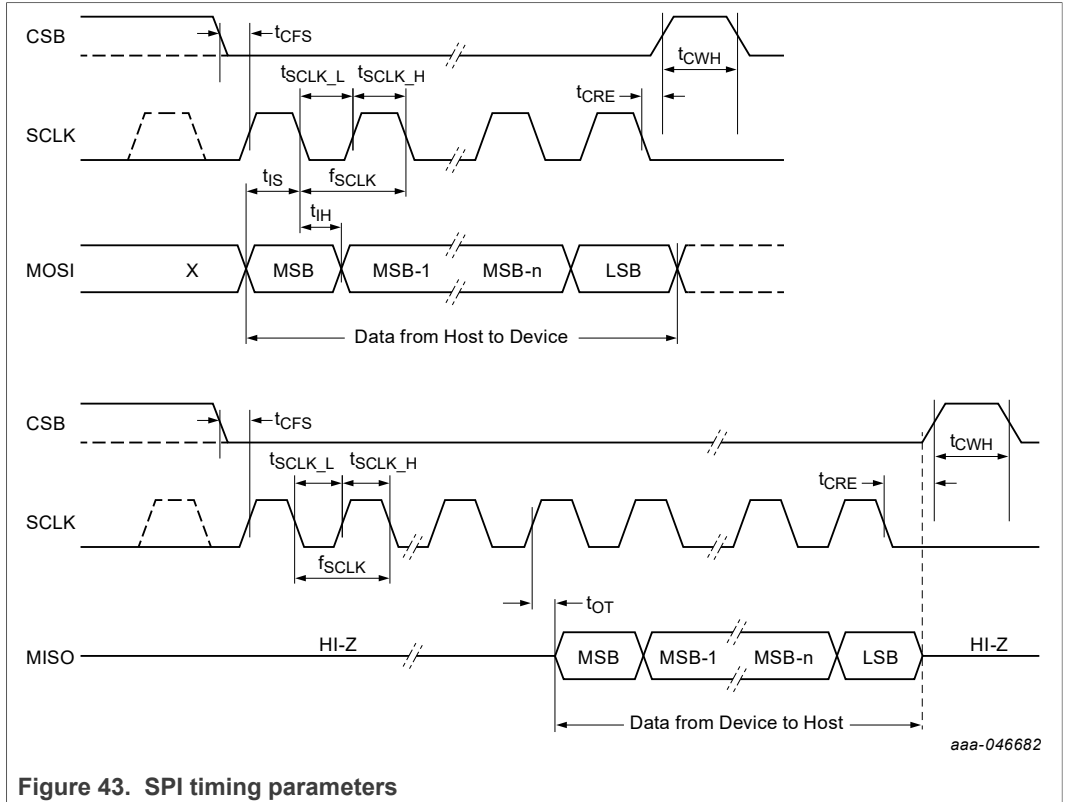 CSB
tCFS
tSCLK_L tSCLK_H
tCWH
tCRE
SCLK
tIS fSCLK
tIH
MOSI X MSB MSB-1 MSB-n LSB
Data from Host to Device
CSB
tCFS
tSCLK_L tSCLK_H
tCWH
tCRE
SCLK
fSCLK
tOT
MISO HI-Z MSB MSB-1 MSB-n LSB HI-Z
Data from Device to Host
aaa-046682
Figure 43. SPI timing parameters